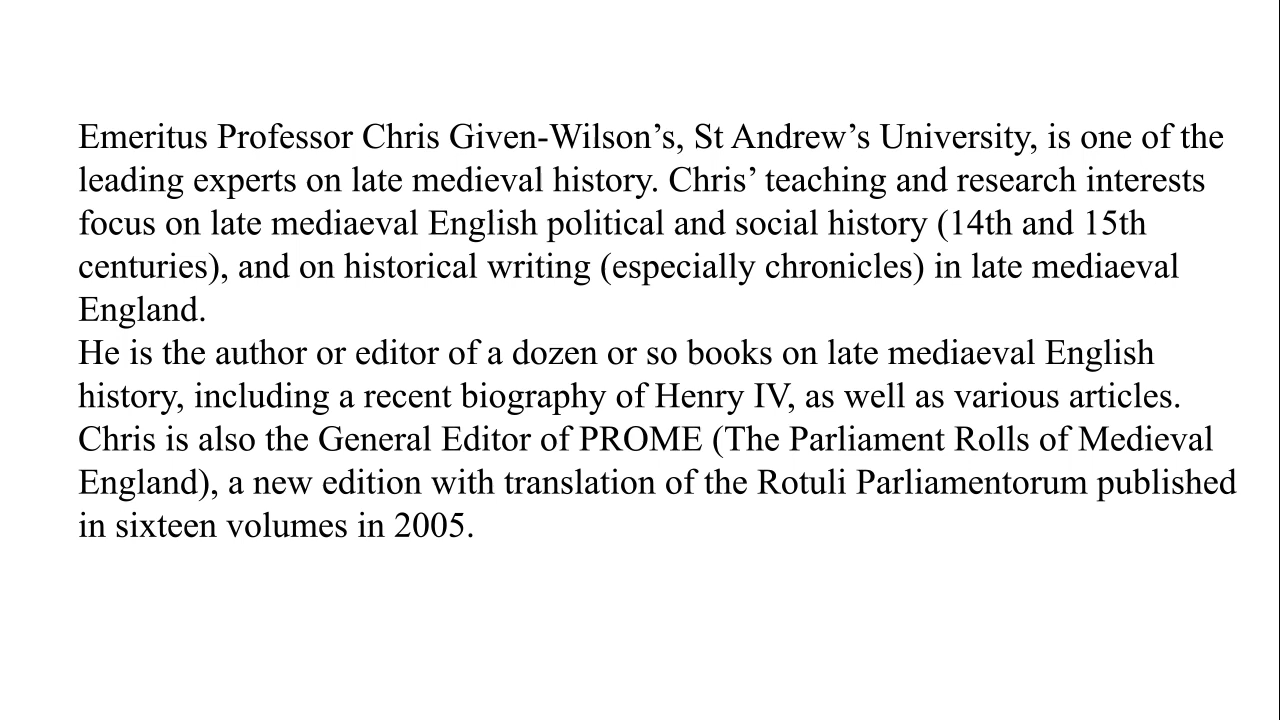 Emeritus Professor Chris Given-Wilson’s, St Andrew’s University, is one of the
leading experts on late medieval history. Chris’ teaching and research interests
focus on late mediaeval English political and social history (14th and 15th
centuries), and on historical writing (especially chronicles) in late mediaeval
England.
He is the author or editor of a dozen or so books on late mediaeval English
history, including a recent biography of Henry IV, as well as various articles.
Chris is also the General Editor of PROME (The Parliament Rolls of Medieval
England), a new edition with translation of the Rotuli Parliamentorum published
in sixteen volumes in 2005.